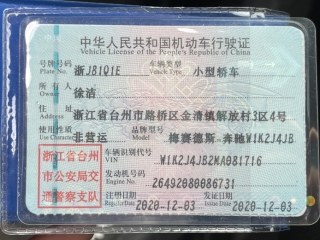 中华人民共和国机动车行驶证
Vehicle License of the People's Republic of China
号牌号码 浙J81Q1E 车辆类型 小型轿车
Plate No. Vehicle Type
所有人 徐洁
Owner
住址 浙江省台州市路桥区金清镇解放村3区4号
Address
使用性质 非营运 品牌型号 梅赛德斯-奔驰W1K2J4JB
Use Character Model
浙江省台州
市公安局交
通警察支队
车辆识别代号 W1K2J4JB2MA081716
VIN
发动机号码 26492080086731
Engine No.
注册日期 2020-12-03 发证日期 2020-12-03
Register Date Issue Date